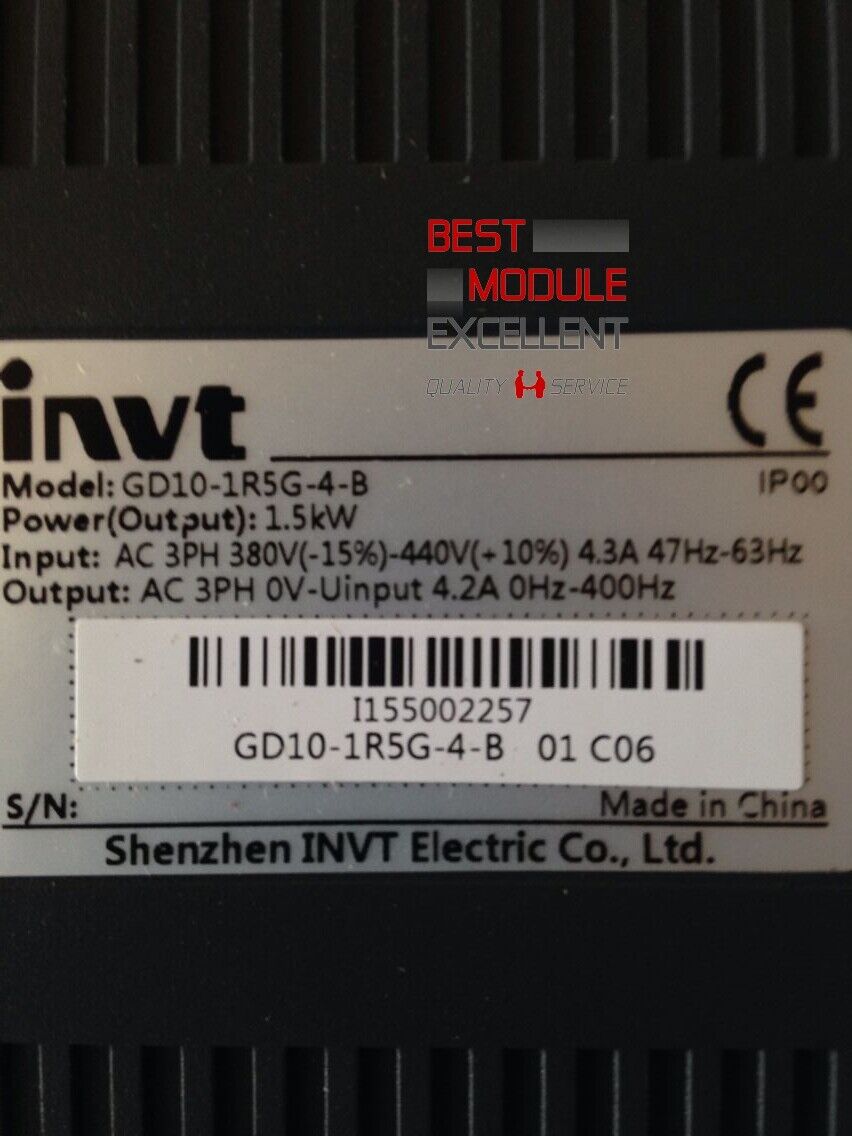 BEST
MODULE
EXCELLENT
QUALITY SERVICE
invt
CE
Model: GD10-1R5G-4-B IP00
Power(Output): 1.5kW
Input: AC 3PH 380V(-15%)-440V(+10%) 4.3A 47Hz-63Hz
Output: AC 3PH 0V-Uinput 4.2A 0Hz-400Hz
I155002257
GD10-1R5G-4-B 01 C06
S/N: Made in China
Shenzhen INVT Electric Co., Ltd.